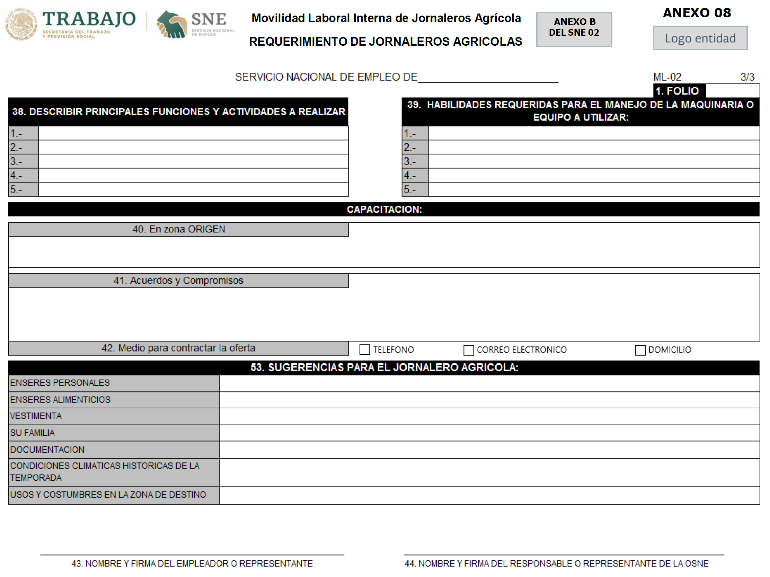 TRABAJO
SECRETARÍA DEL TRABAJO
Y PREVISIÓN SOCIAL
SNE
SERVICIO NACIONAL
DE EMPLEO
Movilidad Laboral Interna de Jornaleros Agrícola
REQUERIMIENTO DE JORNALEROS AGRICOLAS
ANEXO B
DEL SNE 02
ANEXO 08
Logo entidad
SERVICIO NACIONAL DE EMPLEO DE
ML-02 3/3
1. FOLIO
38. DESCRIBIR PRINCIPALES FUNCIONES Y ACTIVIDADES A REALIZAR
1.-
2.-
3.-
4.-
5.-
39. HABILIDADES REQUERIDAS PARA EL MANEJO DE LA MAQUINARIA O
EQUIPO A UTILIZAR:
1.-
2.-
3.-
4.-
5.-
CAPACITACION:
40. En zona ORIGEN
41. Acuerdos y Compromisos
42. Medio para contractar la oferta
TELEFONO
CORREO ELECTRONICO
DOMICILIO
53. SUGERENCIAS PARA EL JORNALERO AGRICOLA:
ENSERES PERSONALES
ENSERES ALIMENTICIOS
VESTIMENTA
SU FAMILIA
DOCUMENTACION
CONDICIONES CLIMATICAS HISTORICAS DE LA
TEMPORADA
USOS Y COSTUMBRES EN LA ZONA DE DESTINO
43. NOMBRE Y FIRMA DEL EMPLEADOR O REPRESENTANTE
44. NOMBRE Y FIRMA DEL RESPONSABLE O REPRESENTANTE DE LA OSNE